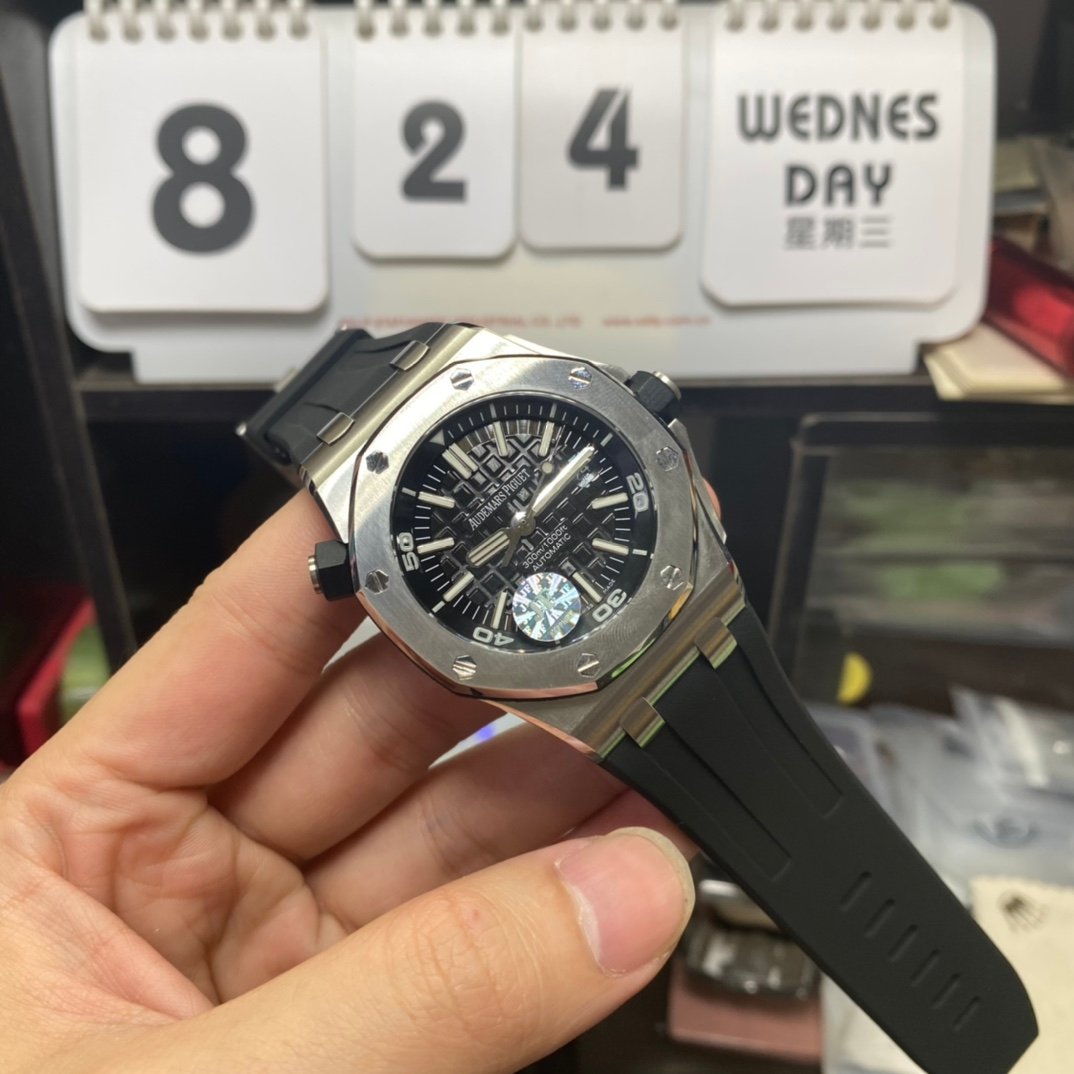 8
2
4
WEDNES
DAY
星期三
AUDEMARS PIGUET
300m/1000ft
AUTOMATIC
20
30
40
50